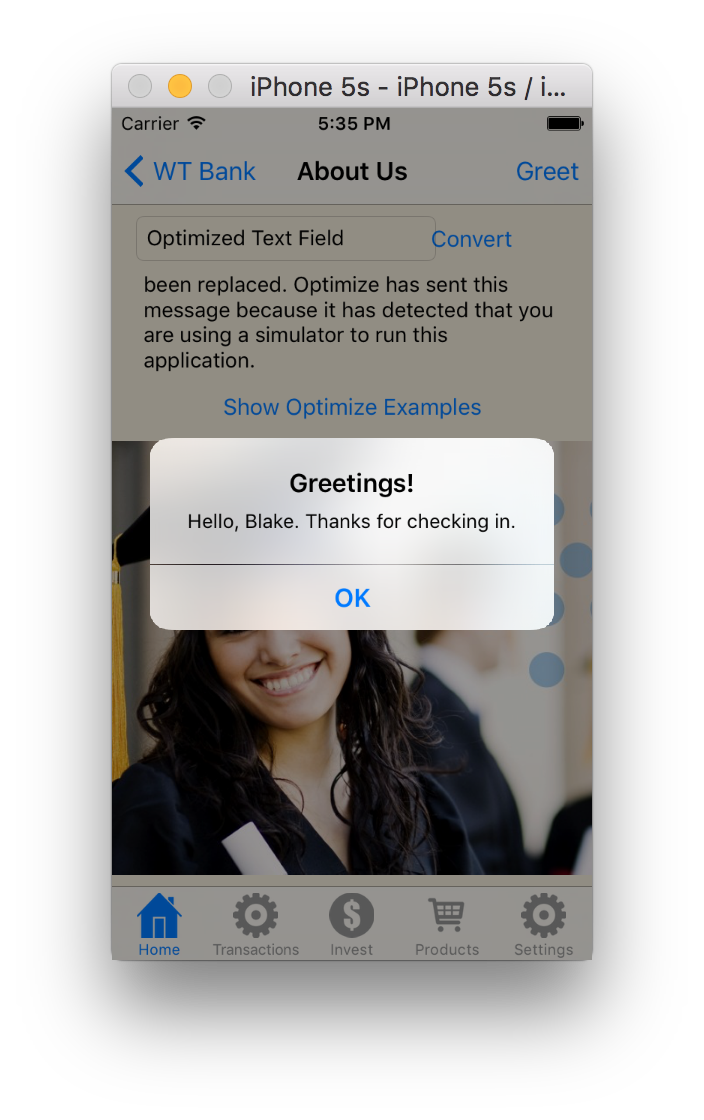 iPhone 5s - iPhone 5s / i...
Carrier 5:35 PM
WT Bank About Us Greet
Optimized Text Field Convert
been replaced. Optimize has sent this
message because it has detected that you
are using a simulator to run this
application.
Show Optimize Examples
Greetings!
Hello, Blake. Thanks for checking in.
OK
Home Transactions Invest Products Settings